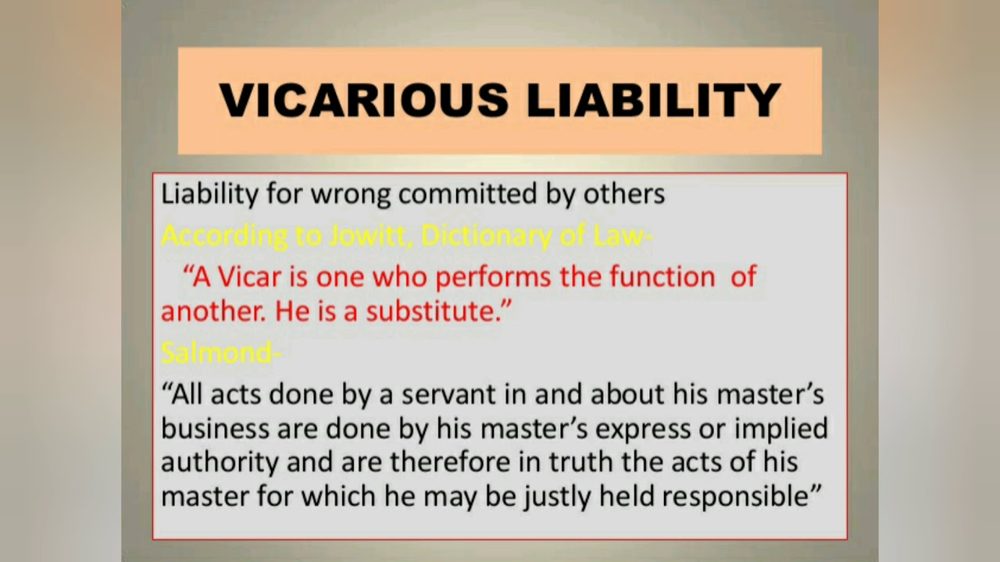 VICARIOUS LIABILITY
Liability for wrong committed by others
According to Jowitt, Dictionary of Law-
“A Vicar is one who performs the function of
another. He is a substitute.”
Salmond-
“All acts done by a servant in and about his master’s
business are done by his master’s express or implied
authority and are therefore in truth the acts of his
master for which he may be justly held responsible”